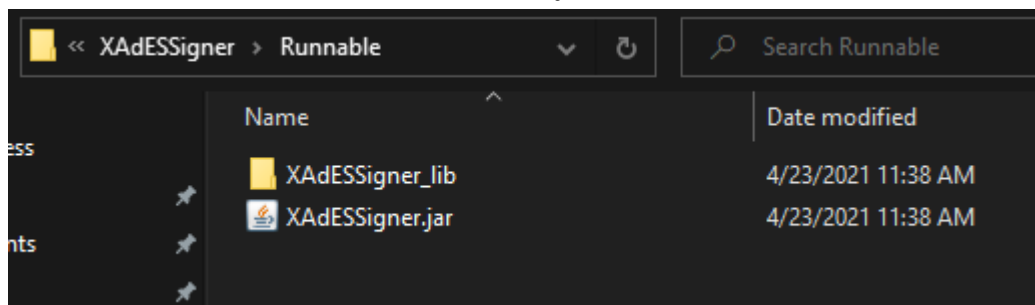 « XAdESSigner > Runnable
Search Runnable
Name
Date modified
ess
XAdESSigner_lib
4/23/2021 11:38 AM
XAdESSigner.jar
4/23/2021 11:38 AM
nts